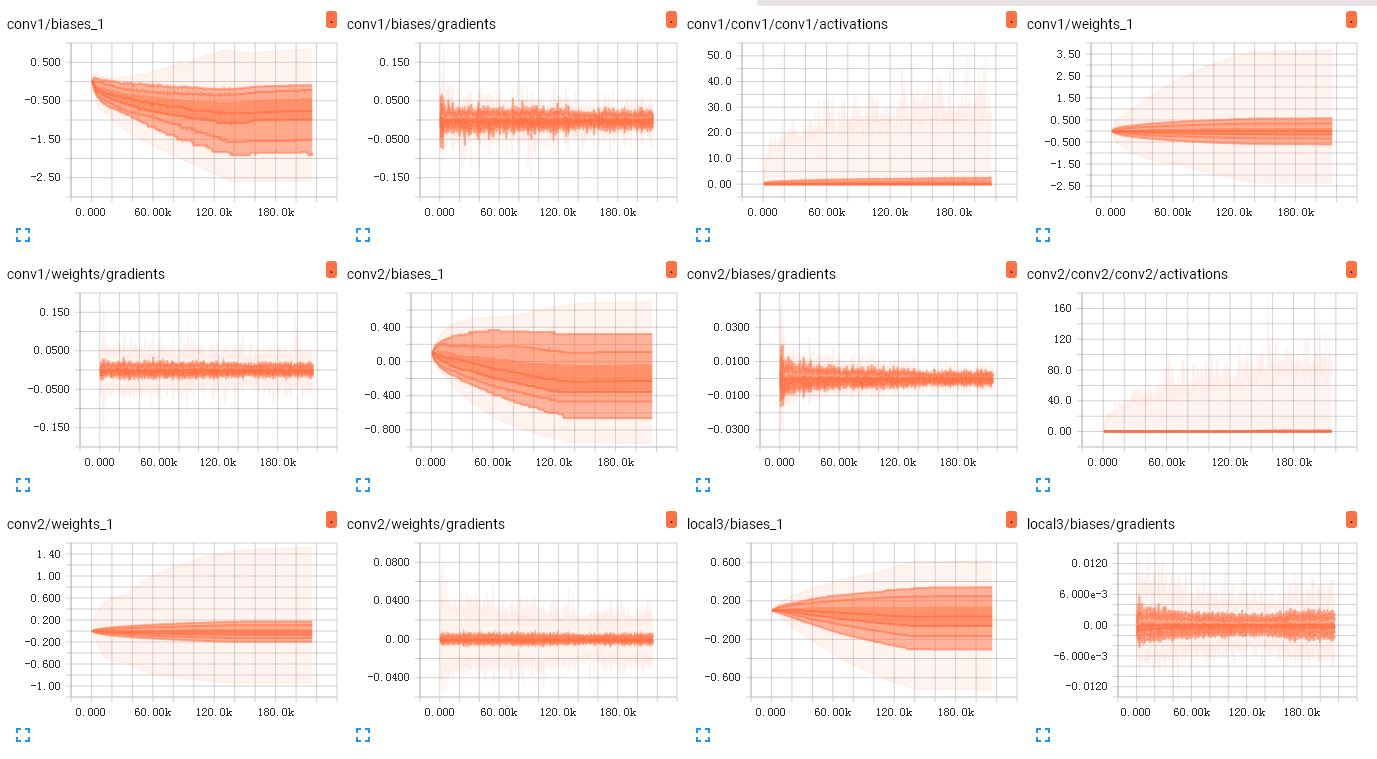 conv1/biases_1
0.500
-0.500
-1.50
-2.50
0.000 60.00k 120.0k 180.0k
conv1/biases/gradients
0.150
0.0500
-0.0500
-0.150
0.000 60.00k 120.0k 180.0k
conv1/conv1/conv1/activations
50.0
40.0
30.0
20.0
10.0
0.00
0.000 60.00k 120.0k 180.0k
conv1/weights_1
3.50
2.50
1.50
0.500
-0.500
-1.50
-2.50
0.000 60.00k 120.0k 180.0k
conv1/weights/gradients
0.150
0.0500
-0.0500
-0.150
0.000 60.00k 120.0k 180.0k
conv2/biases_1
0.400
0.00
-0.400
-0.800
0.000 60.00k 120.0k 180.0k
conv2/biases/gradients
0.0300
0.0100
-0.0100
-0.0300
0.000 60.00k 120.0k 180.0k
conv2/conv2/conv2/activations
160
120
80.0
40.0
0.00
0.000 60.00k 120.0k 180.0k
conv2/weights_1
1.40
1.00
0.600
0.200
-0.200
-0.600
-1.00
0.000 60.00k 120.0k 180.0k
conv2/weights/gradients
0.0800
0.0400
0.00
-0.0400
0.000 60.00k 120.0k 180.0k
local3/biases_1
0.600
0.200
-0.200
-0.600
0.000 60.00k 120.0k 180.0k
local3/biases/gradients
0.0120
6.000e-3
0.00
-6.000e-3
-0.0120
0.000 60.00k 120.0k 180.0k